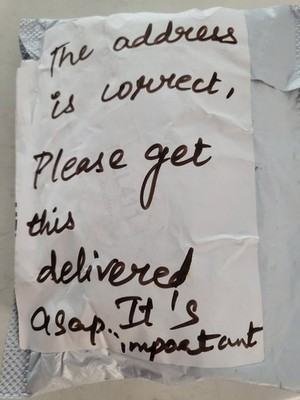 The address
is correct,
Please get
this
delivered
asap.. It's
important